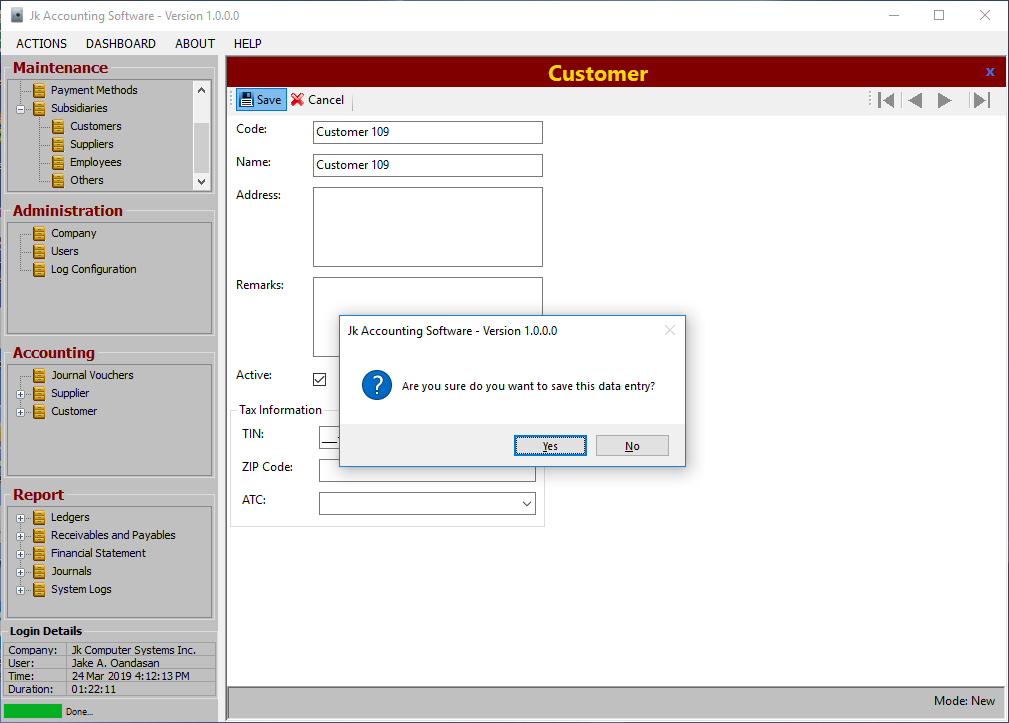 Jk Accounting Software - Version 1.0.0.0
ACTIONS DASHBOARD ABOUT HELP
Maintenance
Payment Methods
Subsidiaries
Customers
Suppliers
Employees
Others
Administration
Company
Users
Log Configuration
Accounting
Journal Vouchers
Supplier
Customer
Report
Ledgers
Receivables and Payables
Financial Statement
Journals
System Logs
Login Details
Company: Jk Computer Systems Inc.
User: Jake A. Oandasan
Time: 24 Mar 2019 4:12:13 PM
Duration: 01:22:11
Done...
Customer x
Save Cancel
Code: Customer 109
Name: Customer 109
Address:
Remarks:
Active:
Tax Information
TIN:
ZIP Code:
ATC:
Jk Accounting Software - Version 1.0.0.0
Are you sure do you want to save this data entry?
Yes No
Mode: New